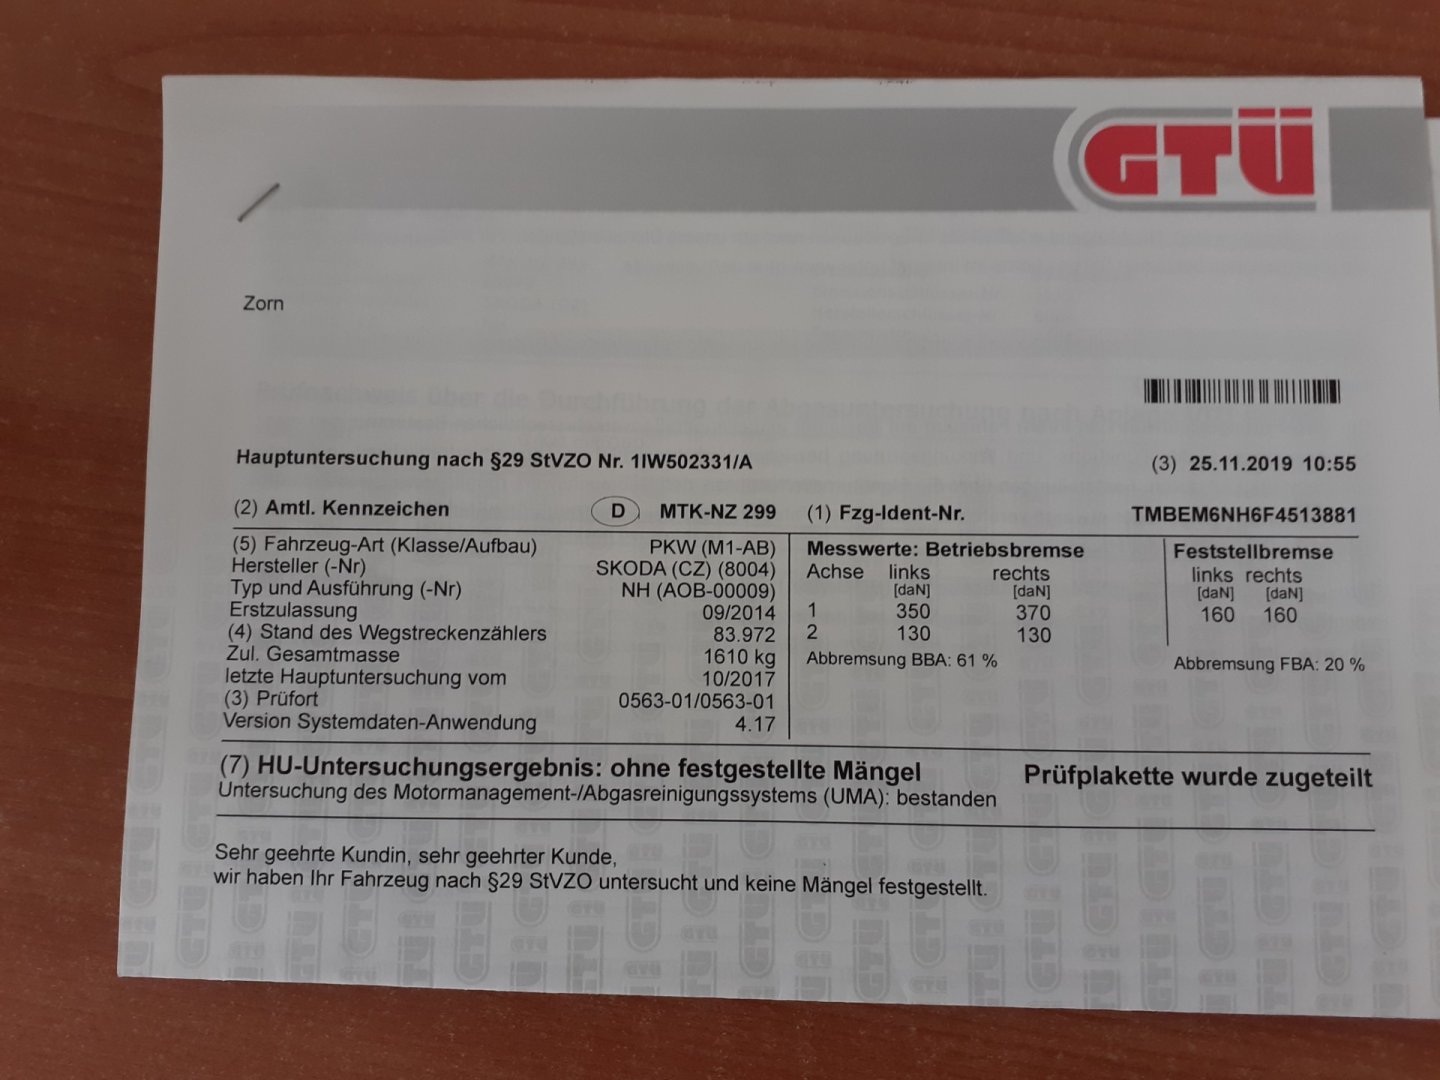 GTÜ
Zorn
Hauptuntersuchung nach §29 StVZO Nr. 1IW502331/A (3) 25.11.2019 10:55
(2) Amtl. Kennzeichen D MTK-NZ 299 (1) Fzg-Ident-Nr. TMBEM6NH6F4513881
(5) Fahrzeug-Art (Klasse/Aufbau) PKW (M1-AB) Messwerte: Betriebsbremse Feststellbremse
Hersteller (-Nr) SKODA (CZ) (8004) Achse links rechts links rechts
[daN] [daN] [daN] [daN]
Typ und Ausführung (-Nr) NH (AOB-00009)
Erstzulassung 09/2014 1 350 370 160 160
(4) Stand des Wegstreckenzählers 83.972 2 130 130
Zul. Gesamtmasse 1610 kg Abbremsung BBA: 61 % Abbremsung FBA: 20 %
letzte Hauptuntersuchung vom 10/2017
(3) Prüfort 0563-01/0563-01
Version Systemdaten-Anwendung 4.17
(7) HU-Untersuchungsergebnis: ohne festgestellte Mängel Prüfplakette wurde zugeteilt
Untersuchung des Motormanagement-/Abgasreinigungssystems (UMA): bestanden
Sehr geehrte Kundin, sehr geehrter Kunde,
wir haben Ihr Fahrzeug nach §29 StVZO untersucht und keine Mängel festgestellt.